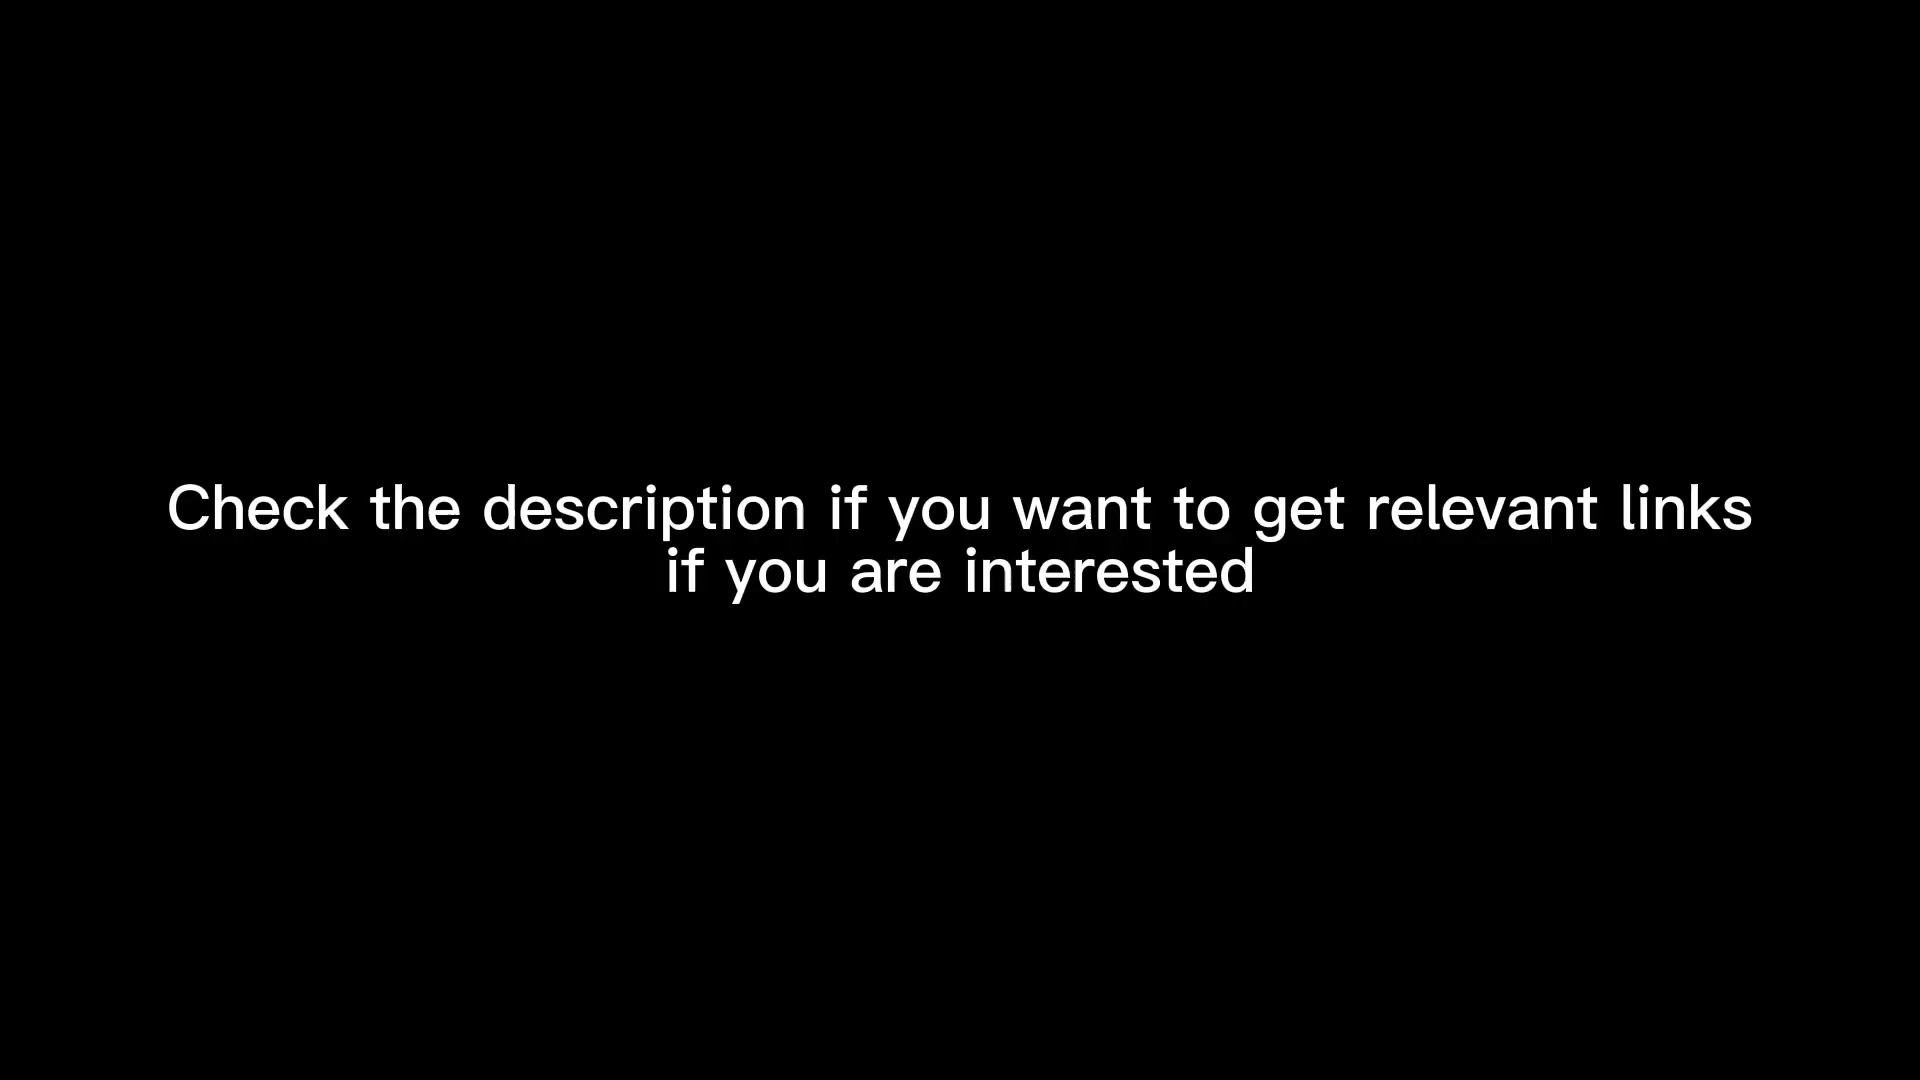 Check the description if you want to get relevant links
if you are interested